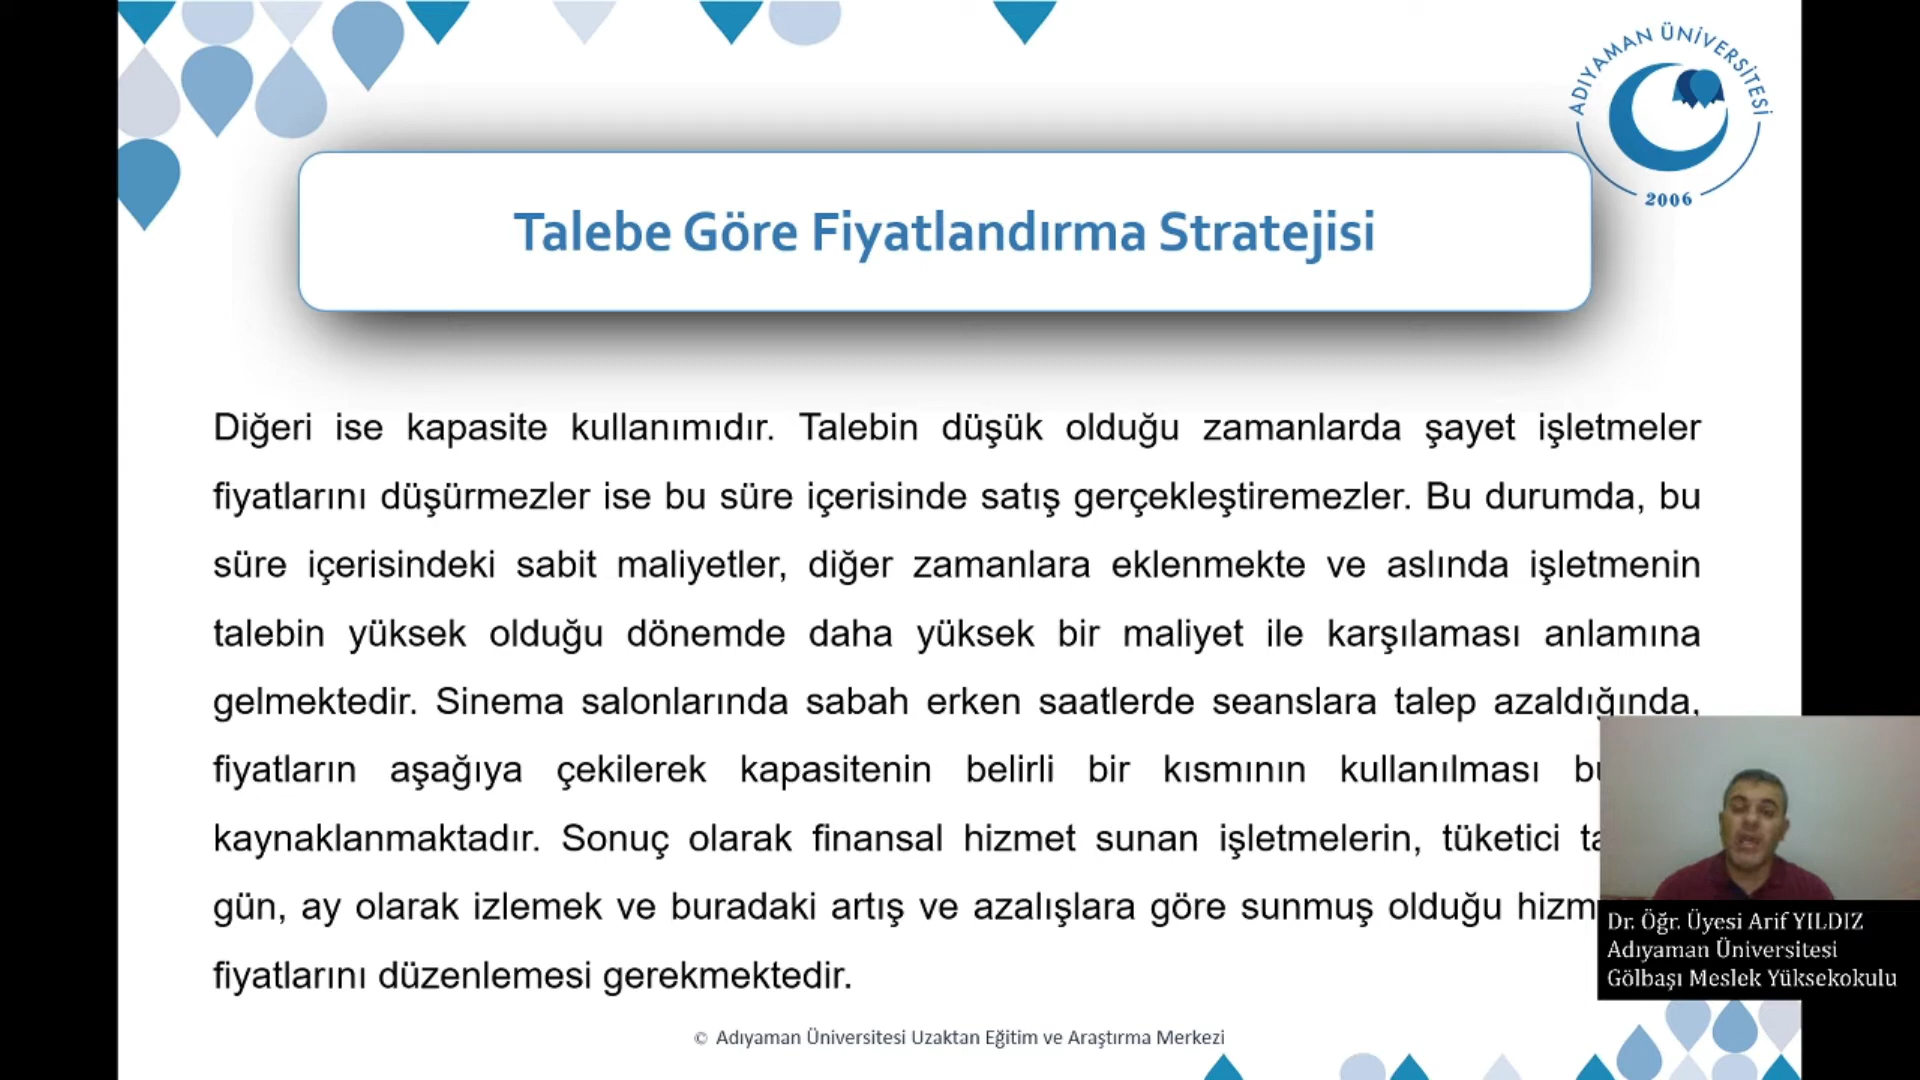 ADIYAMAN ÜNİVERSİTESİ
2006
Talebe Göre Fiyatlandırma Stratejisi
Diğeri ise kapasite kullanımıdır. Talebin düşük olduğu zamanlarda şayet işletmeler
fiyatlarını düşürmezler ise bu süre içerisinde satış gerçekleştiremezler. Bu durumda, bu
süre içerisindeki sabit maliyetler, diğer zamanlara eklenmekte ve aslında işletmenin
talebin yüksek olduğu dönemde daha yüksek bir maliyet ile karşılaması anlamına
gelmektedir. Sinema salonlarında sabah erken saatlerde seanslara talep azaldığında,
fiyatların aşağıya çekilerek kapasitenin belirli bir kısmının kullanılması
kaynaklanmaktadır. Sonuç olarak finansal hizmet sunan işletmelerin, tüketici
gün, ay olarak izlemek ve buradaki artış ve azalışlara göre sunmuş olduğu
fiyatlarını düzenlemesi gerekmektedir.
Dr. Öğr. Üyesi Arif YILDIZ
Adıyaman Üniversitesi
Gölbaşı Meslek Yüksekokulu
© Adıyaman Üniversitesi Uzaktan Eğitim ve Araştırma Merkezi